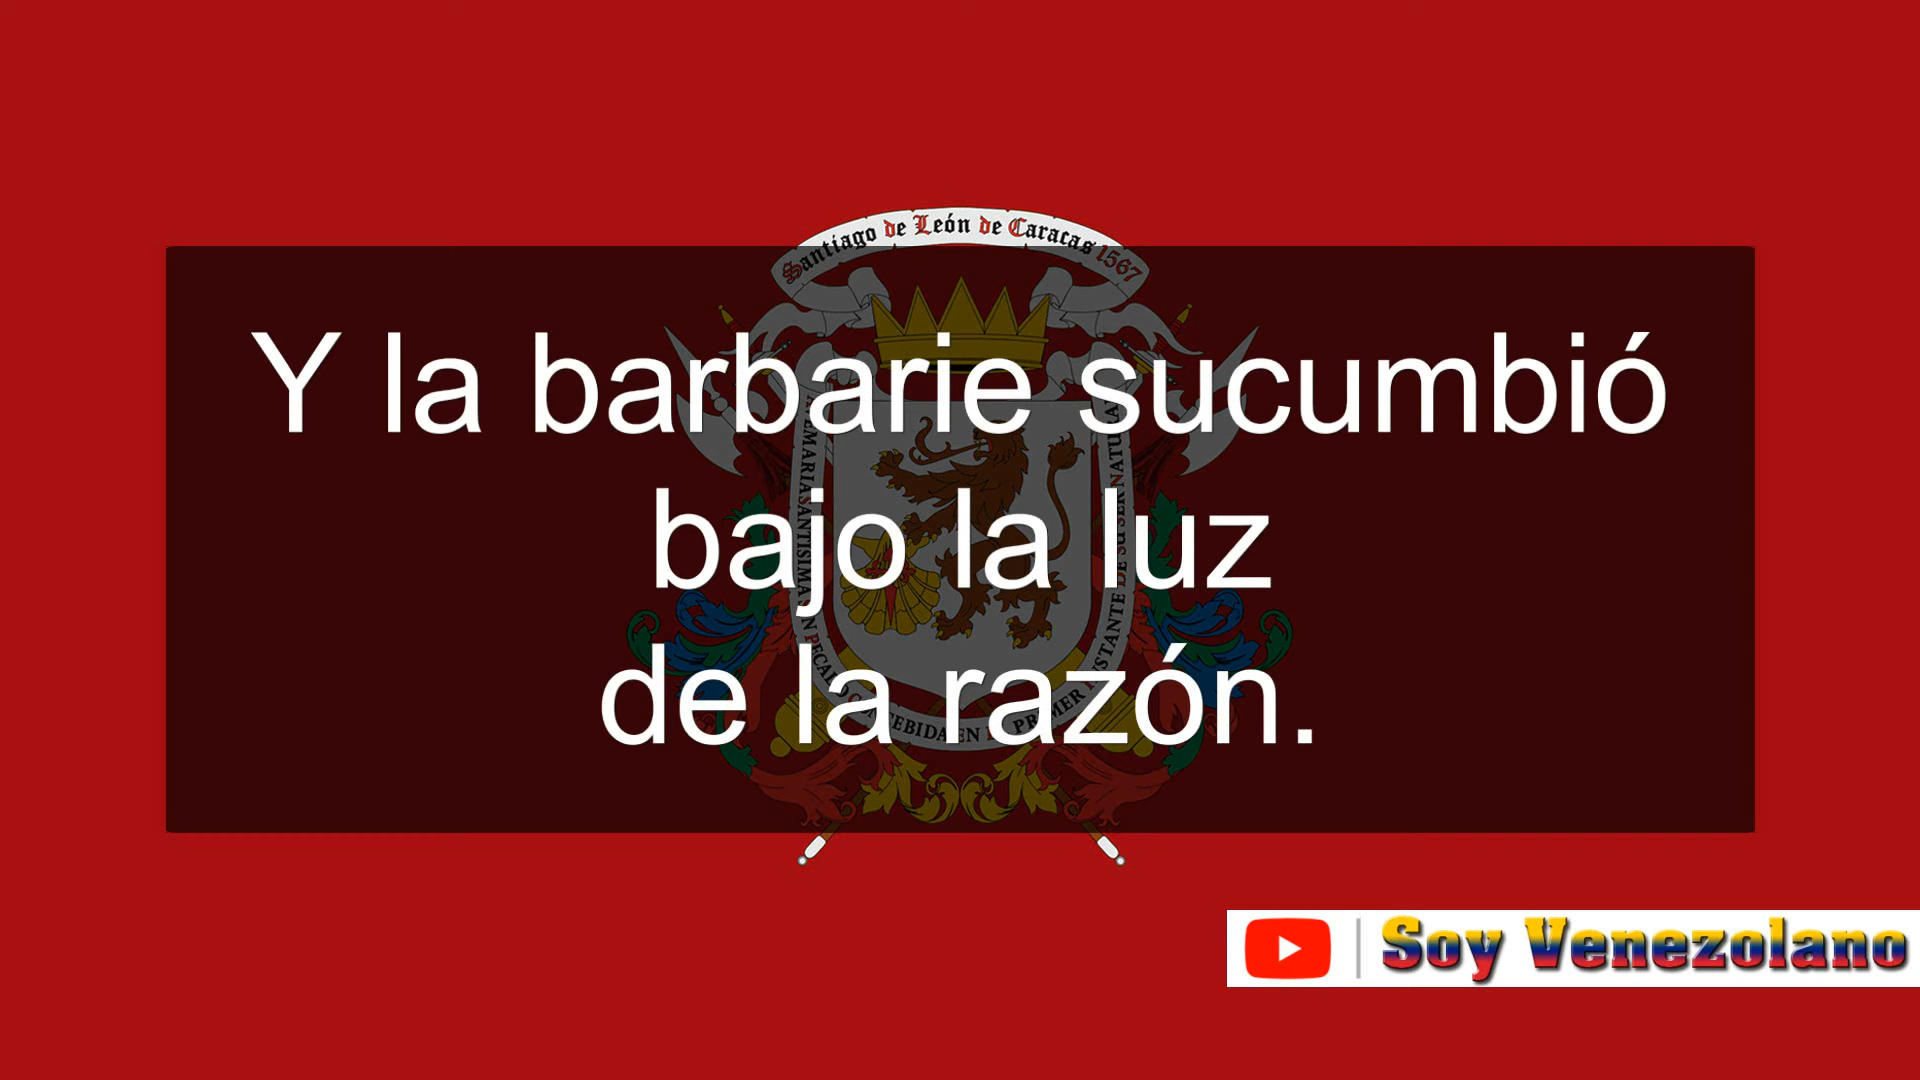 Santiago de León de Caracas 1567
Y la barbarie sucumbió
bajo la luz
de la razón.
Soy Venezolano